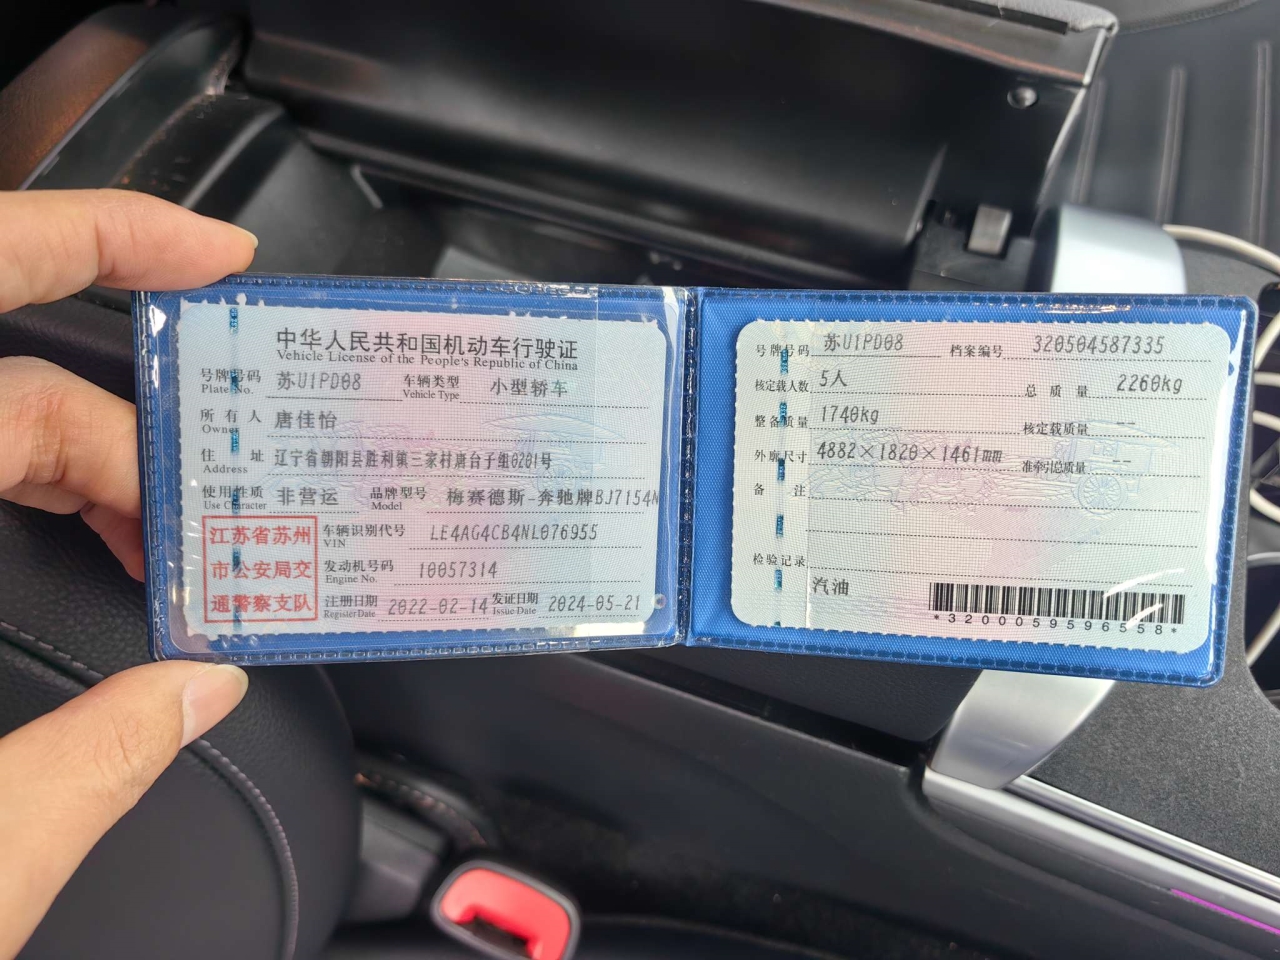 中华人民共和国机动车行驶证
Vehicle License of the People's Republic of China
号牌号码 苏U1PD08 车辆类型 小型轿车
Plate No. Vehicle Type
所有人 唐佳怡
Owner
住址 辽宁省朝阳县胜利第三家村唐台子组0201号
Address
使用性质 非营运 品牌型号 梅赛德斯-奔驰牌BJ7154
Use Character Model
江苏省苏州
市公安局交
通警察支队
车辆识别代号 LE4AG4CB4NL076955
VIN
发动机号码 10057314
Engine No.
注册日期 2022-02-14 发证日期 2024-05-21
Register Date Issue Date
号牌号码 苏U1PD08 档案编号 320504587335
核定载人数 5人 总质量 2260kg
整备质量 1740kg 核定载质量 --
外廓尺寸 4882×1820×1461mm 准牵引总质量 --
备注
检验记录
汽油
*3200059596558*